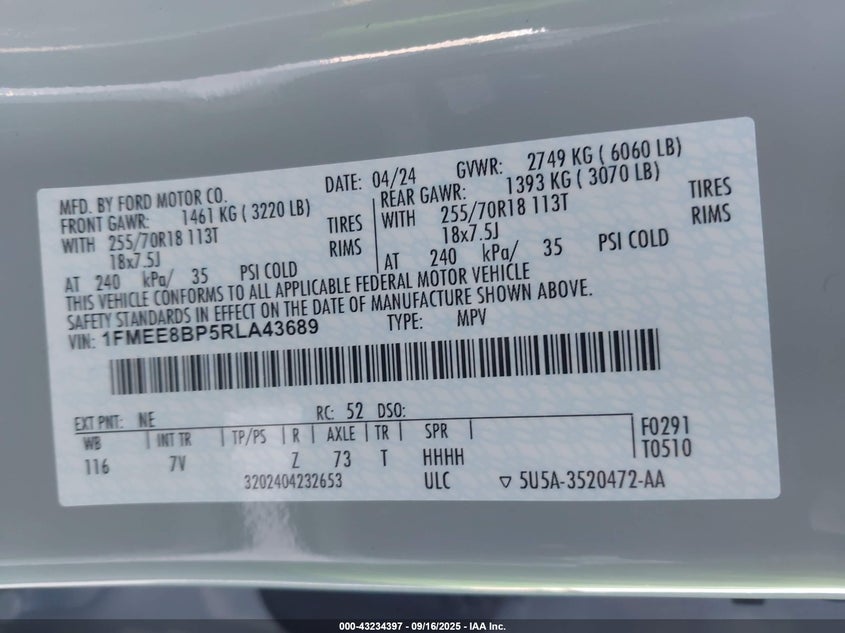 MFD. BY FORD MOTOR CO. DATE: 04/24 GVWR: 2749 KG ( 6060 LB)
FRONT GAWR: 1461 KG ( 3220 LB) REAR GAWR: 1393 KG ( 3070 LB)
WITH 255/70R18 113T TIRES WITH 255/70R18 113T TIRES
18x7.5J RIMS 18x7.5J RIMS
AT 240 kPa/ 35 PSI COLD AT 240 kPa/ 35 PSI COLD
THIS VEHICLE CONFORMS TO ALL APPLICABLE FEDERAL MOTOR VEHICLE
SAFETY STANDARDS IN EFFECT ON THE DATE OF MANUFACTURE SHOWN ABOVE.
VIN: 1FMEE8BP5RLA43689 TYPE: MPV
EXT PNT: NE RC: 52 DSO:
WB INT TR TP/PS R AXLE TR SPR F0291
116 7V Z 73 T HHHH T0510
3202404232653 ULC ▽ 5U5A-3520472-AA
000-43234397 - 09/16/2025 - IAA Inc.